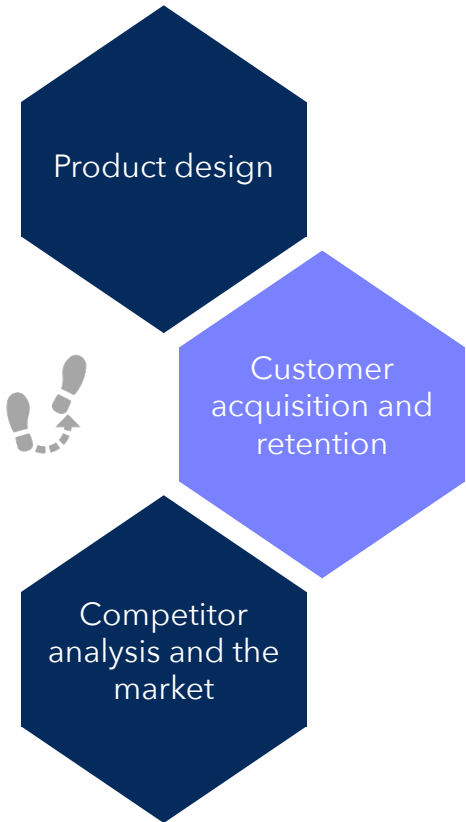 Product design
Customer
acquisition and
retention
Competitor
analysis and the
market